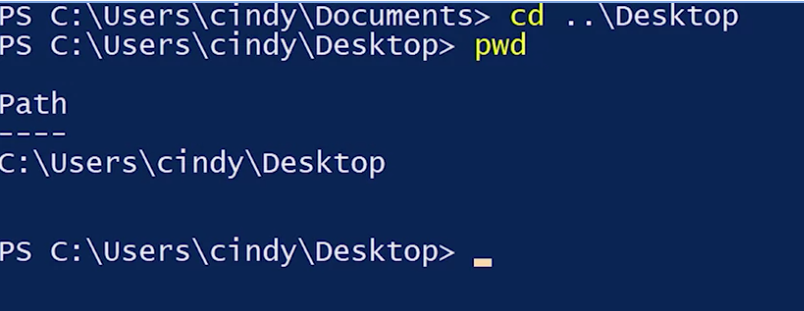 PS C:\Users\cindy\Documents> cd ..\Desktop
PS C:\Users\cindy\Desktop> pwd
Path
----
C:\Users\cindy\Desktop
PS C:\Users\cindy\Desktop>